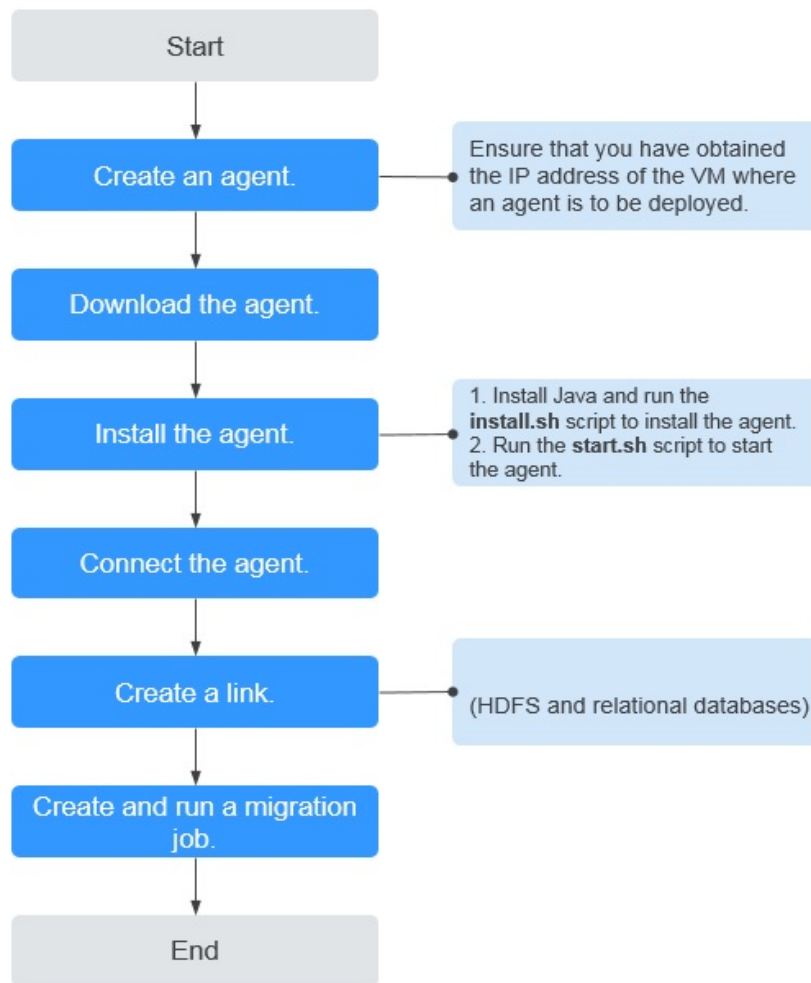 Start
Create an agent.
Ensure that you have obtained
the IP address of the VM where
an agent is to be deployed.
Download the agent.
Install the agent.
1. Install Java and run the
install.sh script to install the agent.
2. Run the start.sh script to start
the agent.
Connect the agent.
Create a link.
(HDFS and relational databases)
Create and run a migration
job.
End